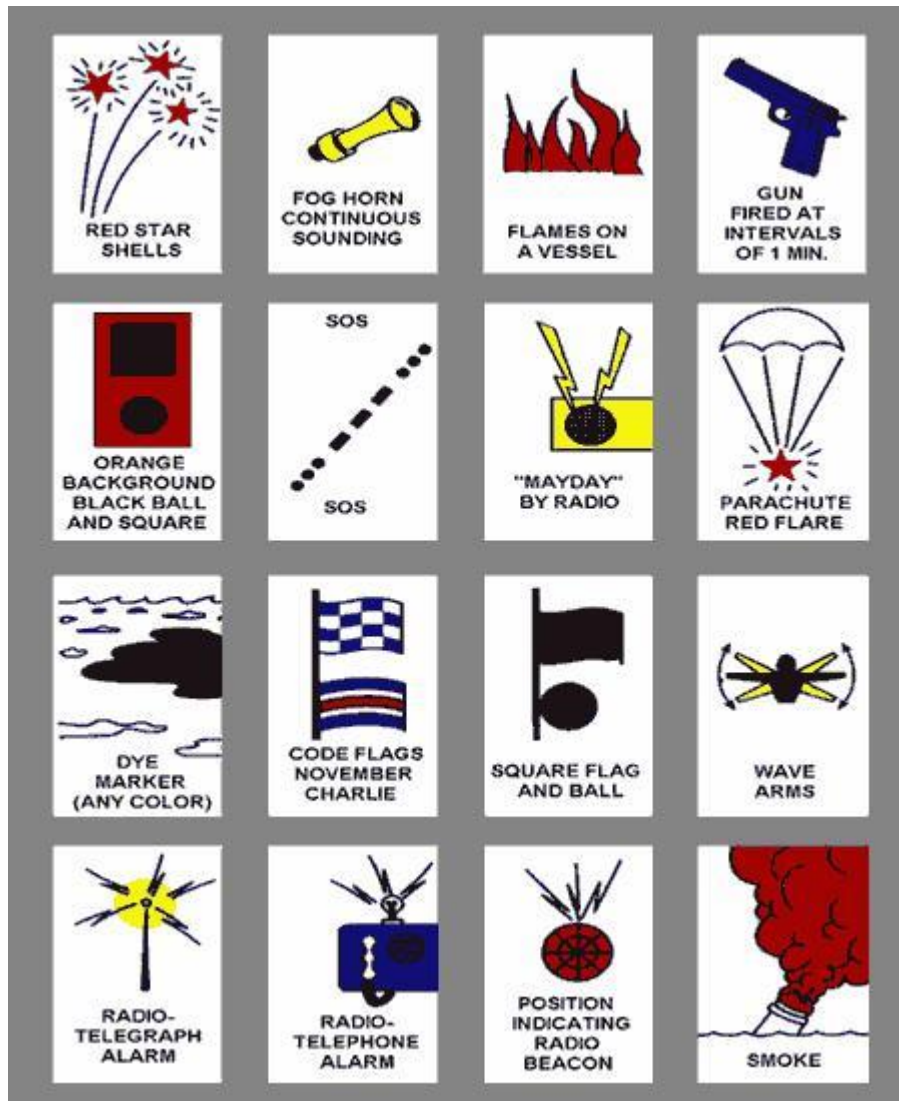 RED STAR
SHELLS
FOG HORN
CONTINUOUS
SOUNDING
FLAMES ON
A VESSEL
GUN
FIRED AT
INTERVALS
OF 1 MIN.
ORANGE
BACKGROUND
BLACK BALL
AND SQUARE
SOS
SOS
"MAYDAY"
BY RADIO
PARACHUTE
RED FLARE
DYE
MARKER
(ANY COLOR)
CODE FLAGS
NOVEMBER
CHARLIE
SQUARE FLAG
AND BALL
WAVE
ARMS
RADIO-
TELEGRAPH
ALARM
RADIO-
TELEPHONE
ALARM
POSITION
INDICATING
RADIO
BEACON
SMOKE